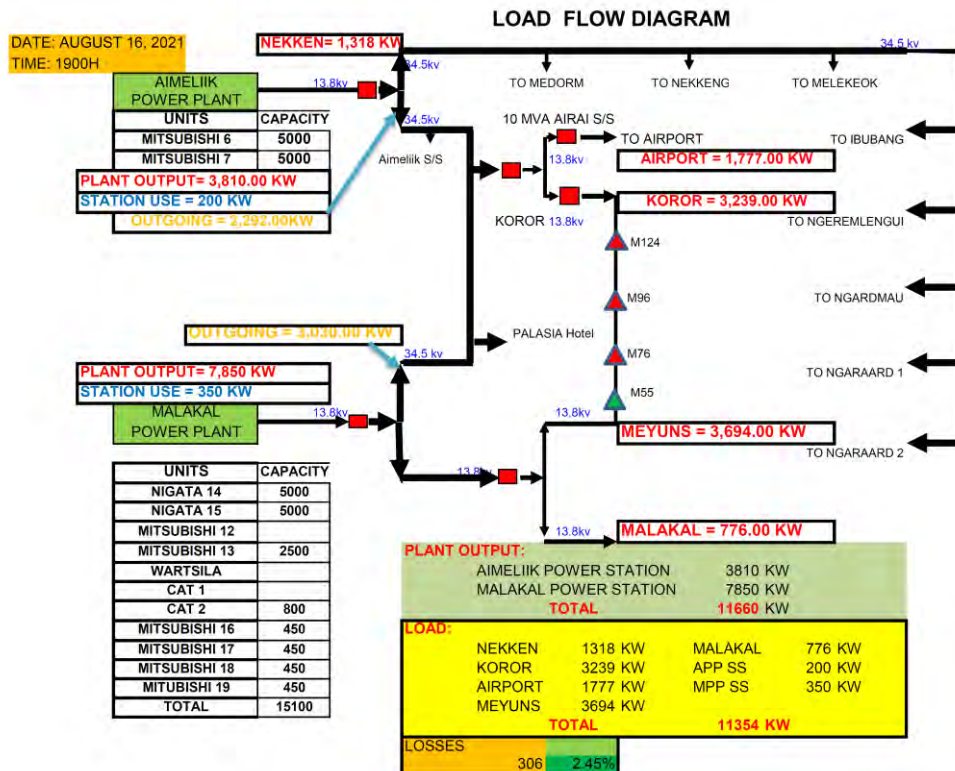 LOAD FLOW DIAGRAM
DATE: AUGUST 16, 2021
TIME: 1900H
NEKKEN= 1,318 KW
34.5kv
34.5kv
13.8kv
AIMELIIK
POWER PLANT
TO MEDORM
TO NEKKENG
TO MELEKEOK
UNITS CAPACITY
MITSUBISHI 6 5000
MITSUBISHI 7 5000
34.5kv
Aimeliik S/S
10 MVA AIRAI S/S
TO AIRPORT
13.8kv
AIRPORT = 1,777.00 KW
TO IBUBANG
PLANT OUTPUT= 3,810.00 KW
STATION USE = 200 KW
OUTGOING = 2,292.00KW
KOROR 13.8kv
KOROR = 3,239.00 KW
TO NGEREMLENGUI
M124
M96
M76
M55
TO NGARDMAU
TO NGARAARD 1
TO NGARAARD 2
OUTGOING = 3,030.00 KW
34.5 kv
PALASIA Hotel
PLANT OUTPUT= 7,850 KW
STATION USE = 350 KW
MALAKAL
POWER PLANT
13.8kv
13.8kv
MEYUNS = 3,694.00 KW
13.8kv
13.8kv
MALAKAL = 776.00 KW
UNITS CAPACITY
NIGATA 14 5000
NIGATA 15 5000
MITSUBISHI 12
MITSUBISHI 13 2500
WARTSILA
CAT 1
CAT 2 800
MITSUBISHI 16 450
MITSUBISHI 17 450
MITSUBISHI 18 450
MITUBISHI 19 450
TOTAL 15100
PLANT OUTPUT:
AIMELIIK POWER STATION 3810 KW
MALAKAL POWER STATION 7850 KW
TOTAL 11660 KW
LOAD:
NEKKEN 1318 KW MALAKAL 776 KW
KOROR 3239 KW APP SS 200 KW
AIRPORT 1777 KW MPP SS 350 KW
MEYUNS 3694 KW
TOTAL 11354 KW
LOSSES
306 2.45%